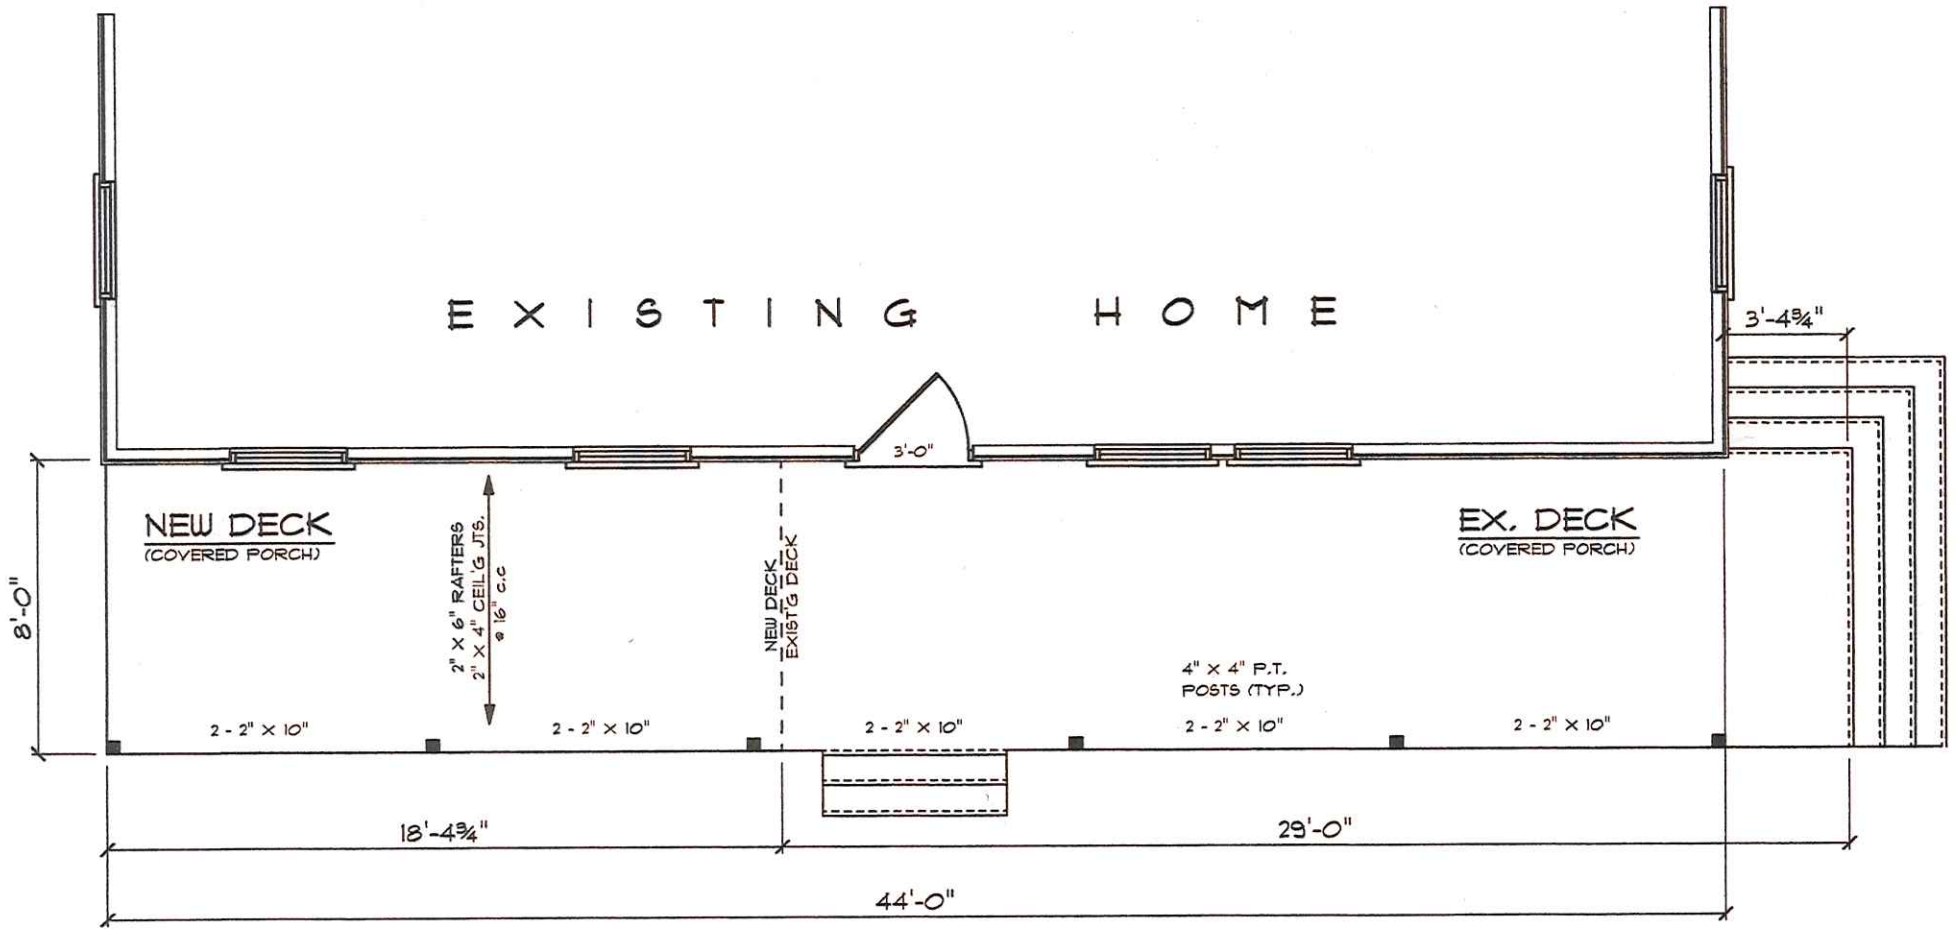 EXISTING HOME
3'-4¾"
3'-0"
NEW DECK
(COVERED PORCH)
EX. DECK
(COVERED PORCH)
2" X 6" RAFTERS
2" X 4" CEIL'G JTS.
@ 16" C.C
NEW DECK
EXIST'G DECK
8'-0"
4" X 4" P.T.
POSTS (TYP.)
2 - 2" X 10"
2 - 2" X 10"
2 - 2" X 10"
2 - 2" X 10"
2 - 2" X 10"
18'-4¾"
29'-0"
44'-0"